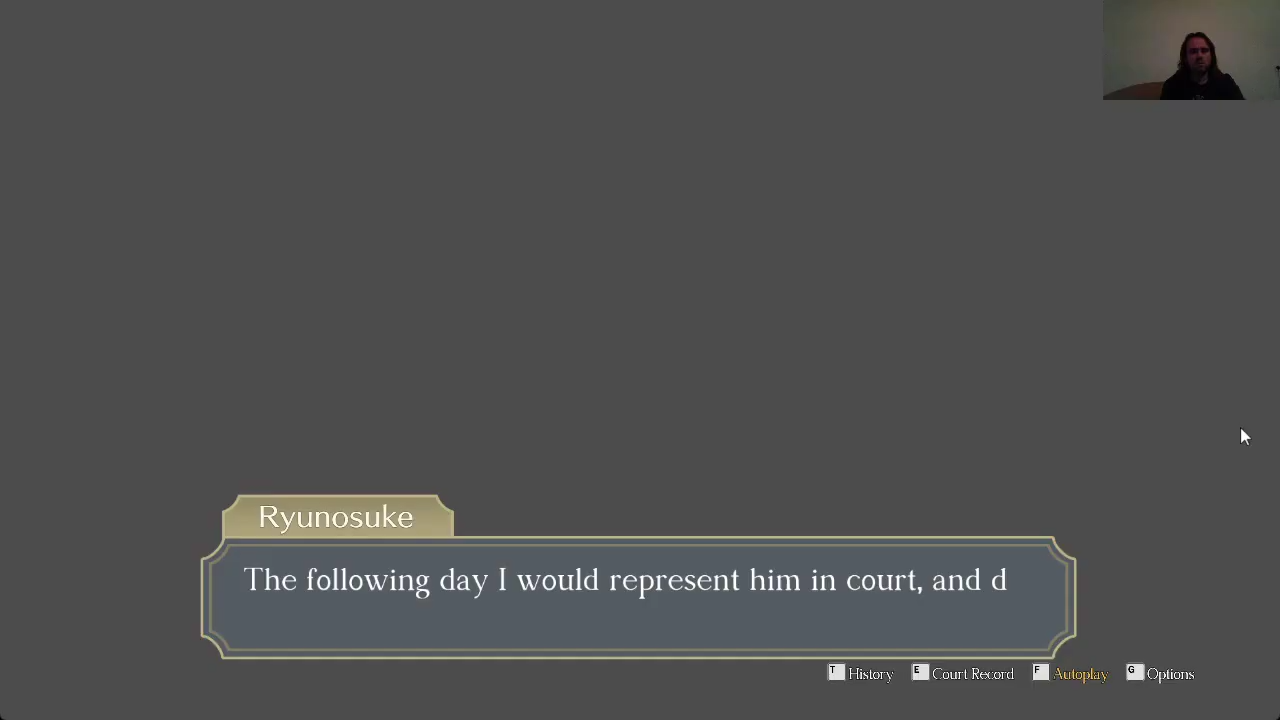 Ryunosuke
The following day I would represent him in court, and d
T History E Court Record F Autoplay G Options